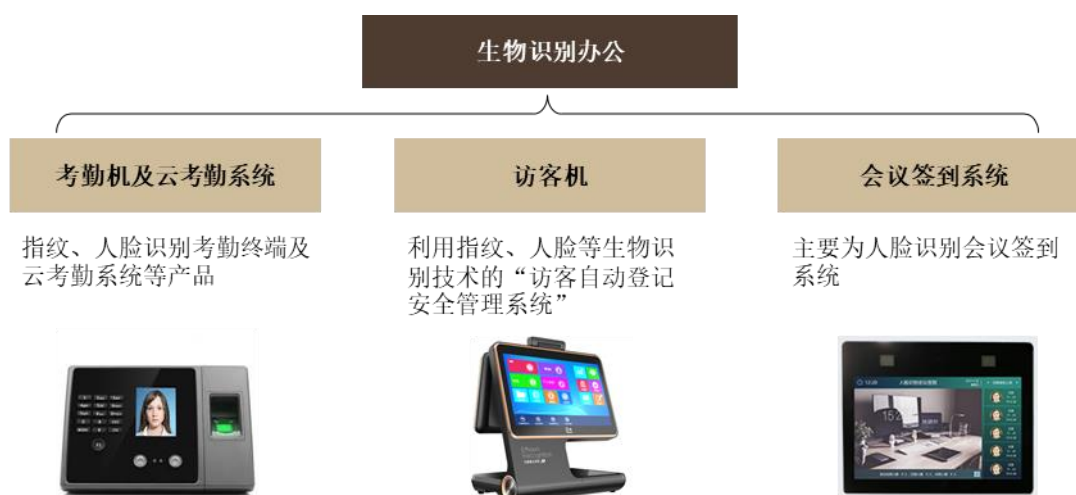 生物识别办公
考勤机及云考勤系统
访客机
会议签到系统
指纹、人脸识别考勤终端及
云考勤系统等产品
利用指纹、人脸等生物识
别技术的“访客自动登记
安全管理系统”
主要为人脸识别会议签到
系统